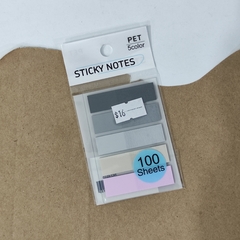 PET
5color
STICKY NOTES
$16
100
Sheets